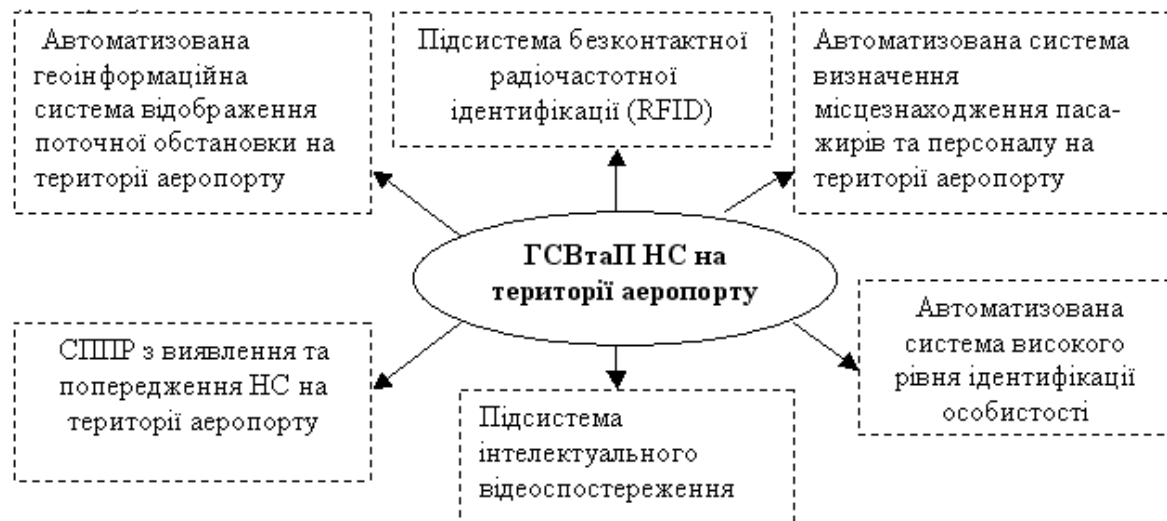 Автоматизована
геоінформаційна
система відображення
поточної обстановки на
території аеропорту
Підсистема безконтактної
радіочастотної
ідентифікації (RFID)
Автоматизована система
визначення
місцезнаходження паса-
жирів та персоналу на
території аеропорту
ГСВтаП НС на
території аеропорту
СППР з виявлення та
попередження НС на
території аеропорту
Підсистема
інтелектуального
відеоспостереження
Автоматизована
система високого
рівня ідентифікації
особистості